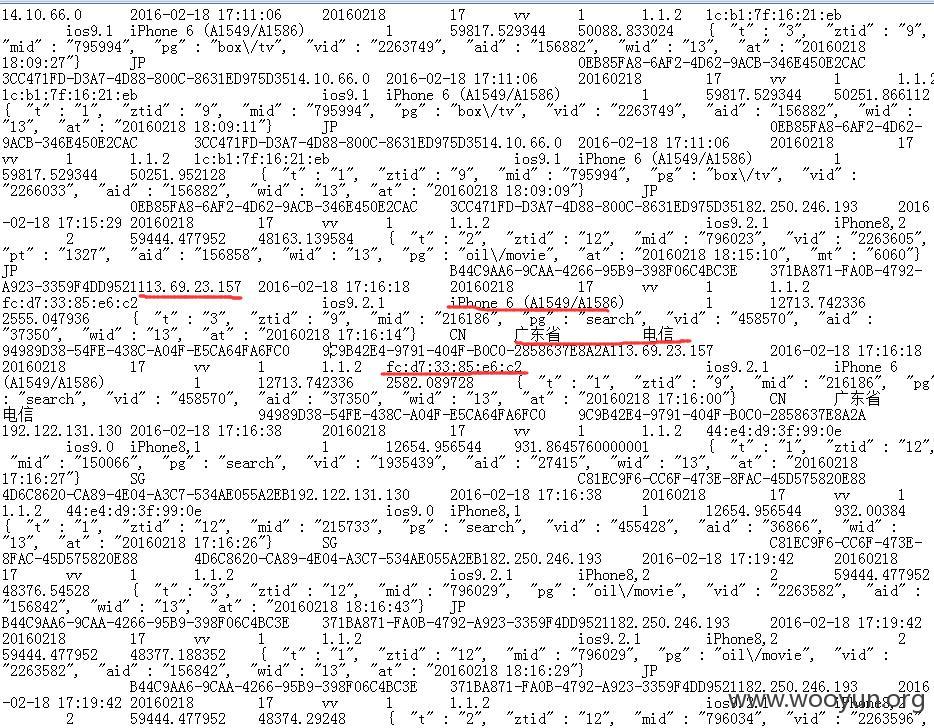 14.10.66.0 2016-02-18 17:11:06 20160218 17 vv 1 1.1.2 1c:b1:7f:16:21:eb
ios9.1 iPhone 6 (A1549/A1586) 1 59817.529344 50088.833024 { "t" : "3", "ztid" : "9",
"mid" : "795994", "pg" : "box\/tv", "vid" : "2263749", "aid" : "156882", "wid" : "13", "at" : "20160218
18:09:27"} JP 0EB85FA8-6AF2-4D62-9ACB-346E450E2CAC
3CC471FD-D3A7-4D88-800C-8631ED975D3514.10.66.0 2016-02-18 17:11:06 20160218 17 vv 1 1.1.2
1c:b1:7f:16:21:eb ios9.1 iPhone 6 (A1549/A1586) 1 59817.529344 50251.866112
{ "t" : "1", "ztid" : "9", "mid" : "795994", "pg" : "box\/tv", "vid" : "2263749", "aid" : "156882", "wid" :
"13", "at" : "20160218 18:09:11"} JP 0EB85FA8-6AF2-4D62-
9ACB-346E450E2CAC 3CC471FD-D3A7-4D88-800C-8631ED975D3514.10.66.0 2016-02-18 17:11:06 20160218 17
vv 1 1.1.2 1c:b1:7f:16:21:eb ios9.1 iPhone 6 (A1549/A1586) 1
59817.529344 50251.952128 { "t" : "1", "ztid" : "9", "mid" : "795994", "pg" : "box\/tv", "vid" :
"2266033", "aid" : "156882", "wid" : "13", "at" : "20160218 18:09:09"} JP
0EB85FA8-6AF2-4D62-9ACB-346E450E2CAC 3CC471FD-D3A7-4D88-800C-8631ED975D35182.250.246.193 2016
-02-18 17:15:29 20160218 17 vv 1 1.1.2 ios9.2.1 iPhone8,2
2 59444.477952 48163.139584 { "t" : "2", "ztid" : "12", "mid" : "796023", "vid" : "2263605",
"pt" : "1327", "aid" : "156858", "wid" : "13", "pg" : "oil\/movie", "at" : "20160218 18:15:10", "mt" : "6060"}
JP B44C9AA6-9CAA-4266-95B9-398F06C4BC3E 371BA871-FA0B-4792-
A923-3359F4DD9521113.69.23.157 2016-02-18 17:16:18 20160218 17 vv 1 1.1.2
fc:d7:33:85:e6:c2 ios9.2.1 iPhone 6 (A1549/A1586) 1 12713.742336
2555.047936 { "t" : "3", "ztid" : "9", "mid" : "216186", "pg" : "search", "vid" : "458570", "aid" :
"37350", "wid" : "13", "at" : "20160218 17:16:14"} CN 广东省 电信
94989D38-54FE-438C-A04F-E5CA64FA6FC0 9C9B42E4-9791-404F-B0C0-2858637E8A2A113.69.23.157
2016-02-18 17:16:18 20160218 17 vv 1 1.1.2 fc:d7:33:85:e6:c2 ios9.2.1 iPhone 6
(A1549/A1586) 1 12713.742336 2582.089728 { "t" : "1", "ztid" : "9", "mid" : "216186", "pg"
: "search", "vid" : "458570", "aid" : "37350", "wid" : "13", "at" : "20160218 17:16:00"} CN 广东省
电信 94989D38-54FE-438C-A04F-E5CA64FA6FC0 9C9B42E4-9791-404F-B0C0-2858637E8A2A
192.122.131.130 2016-02-18 17:16:38 20160218 17 vv 1 1.1.2 44:e4:d9:3f:99:0e
ios9.0 iPhone8,1 1 12654.956544 931.8645760000001 { "t" : "1", "ztid" : "12",
"mid" : "150066", "pg" : "search", "vid" : "1935439", "aid" : "27415", "wid" : "13", "at" : "20160218
17:16:27"} SG C81EC9F6-CC6F-473E-8FAC-45D575820E88
4D6C8620-CA89-4E04-A3C7-534AE055A2EB192.122.131.130 2016-02-18 17:16:38 20160218 17 vv 1
1.1.2 44:e4:d9:3f:99:0e ios9.0 iPhone8,1 1 12654.956544 932.00384
{ "t" : "1", "ztid" : "12", "mid" : "215733", "pg" : "search", "vid" : "455428", "aid" : "36866", "wid" :
"13", "at" : "20160218 17:16:26"} SG C81EC9F6-CC6F-473E-
8FAC-45D575820E88 4D6C8620-CA89-4E04-A3C7-534AE055A2EB182.250.246.193 2016-02-18 17:19:42 20160218
17 vv 1 1.1.2 ios9.2.1 iPhone8,2 2 59444.477952
48376.54528 { "t" : "3", "ztid" : "12", "mid" : "796029", "pg" : "oil\/movie", "vid" : "2263582", "aid" :
"156842", "wid" : "13", "at" : "20160218 18:16:43"} JP
B44C9AA6-9CAA-4266-95B9-398F06C4BC3E 371BA871-FA0B-4792-A923-3359F4DD9521182.250.246.193 2016-02-18 17:19:42
20160218 17 vv 1 1.1.2 ios9.2.1 iPhone8,2 2
59444.477952 48377.188352 { "t" : "1", "ztid" : "12", "mid" : "796029", "pg" : "oil\/movie", "vid" :
"2263582", "aid" : "156842", "wid" : "13", "at" : "20160218 18:16:29"} JP
B44C9AA6-9CAA-4266-95B9-398F06C4BC3E 371BA871-FA0B-4792-A923-3359F4DD9521182.250.246.193
2016-02-18 17:19:42 20160218 17 vv 1 1.1.2 ios9.2.1 iPhone8,2
2 59444.477952 48374.29248 { "t" : "2", "ztid" : "12", "mid" : "796034", "vid" : "2263596",
www.wooyun.org